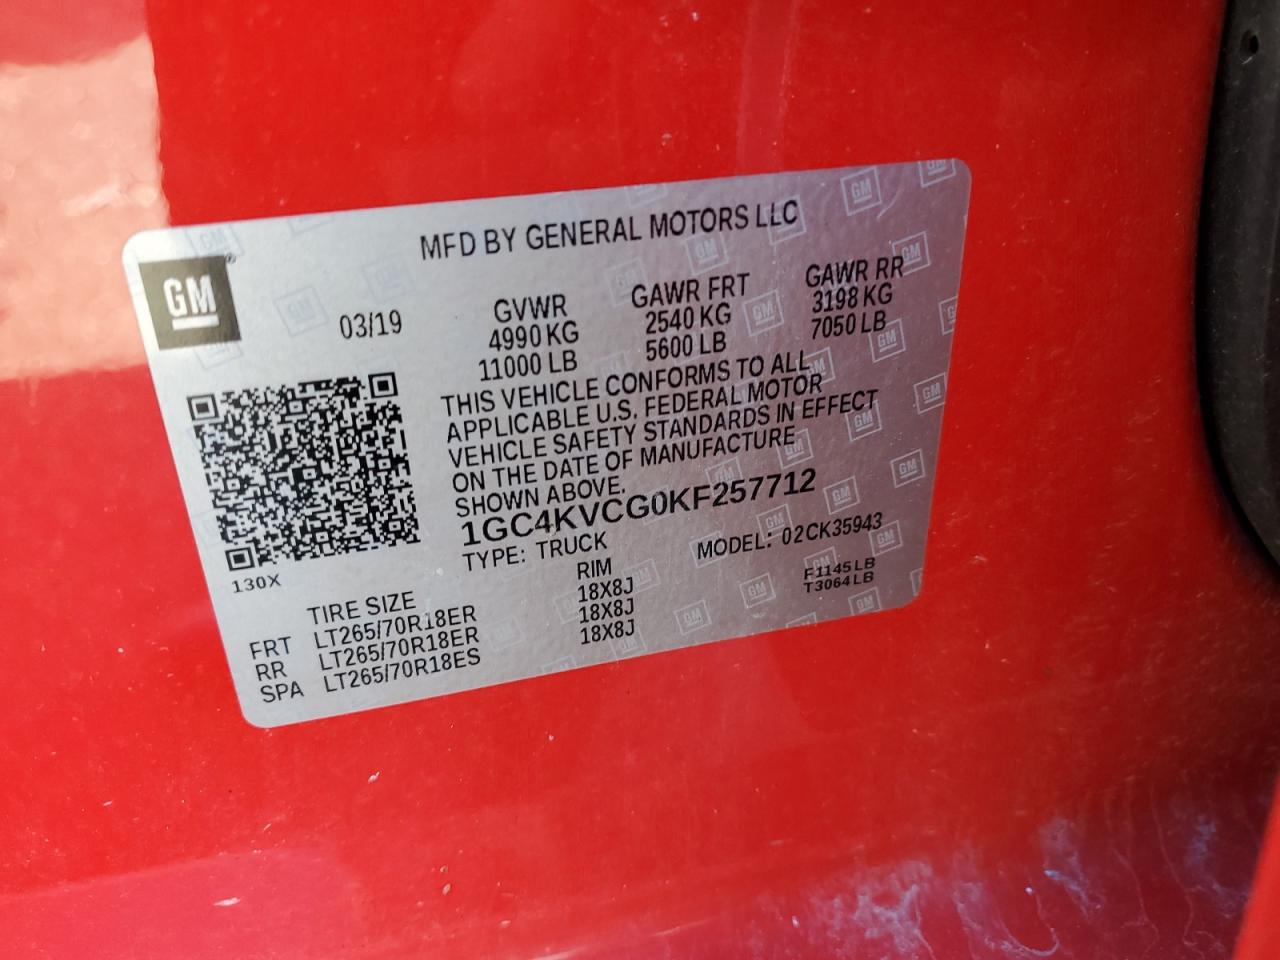 MFD BY GENERAL MOTORS LLC
GM
03/19
GVWR
4990 KG
11000 LB
GAWR FRT
2540 KG
5600 LB
GAWR RR
3198 KG
7050 LB
THIS VEHICLE CONFORMS TO ALL
APPLICABLE U.S. FEDERAL MOTOR
VEHICLE SAFETY STANDARDS IN EFFECT
ON THE DATE OF MANUFACTURE
SHOWN ABOVE.
1GC4KVCG0KF257712
TYPE: TRUCK
MODEL: 02CK35943
130X
F1145LB
T3064LB
TIRE SIZE RIM
FRT LT265/70R18ER 18X8J
RR LT265/70R18ER 18X8J
SPA LT265/70R18ES 18X8J